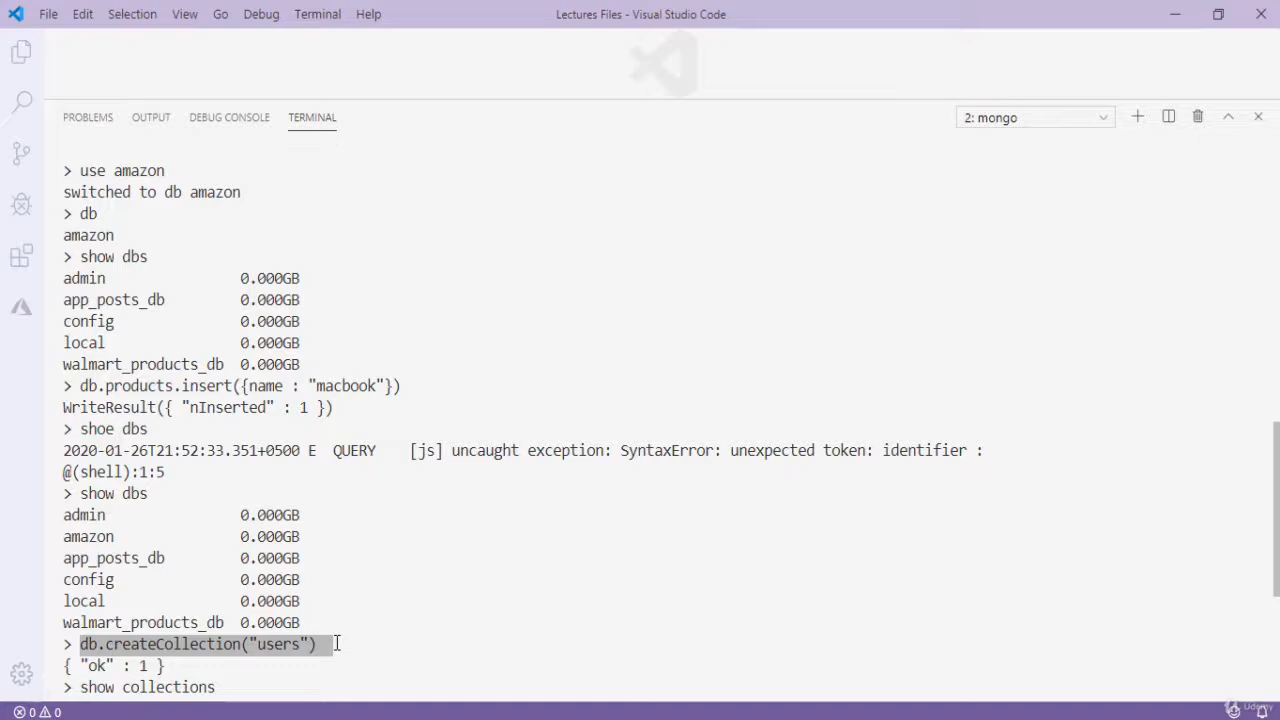 File Edit Selection View Go Debug Terminal Help Lectures Files - Visual Studio Code
PROBLEMS OUTPUT DEBUG CONSOLE TERMINAL 2: mongo
> use amazon
switched to db amazon
> db
amazon
> show dbs
admin 0.000GB
app_posts_db 0.000GB
config 0.000GB
local 0.000GB
walmart_products_db 0.000GB
> db.products.insert({name : "macbook"})
WriteResult({ "nInserted" : 1 })
> shoe dbs
2020-01-26T21:52:33.351+0500 E QUERY [js] uncaught exception: SyntaxError: unexpected token: identifier :
@(shell):1:5
> show dbs
admin 0.000GB
amazon 0.000GB
app_posts_db 0.000GB
config 0.000GB
local 0.000GB
walmart_products_db 0.000GB
> db.createCollection("users")
{ "ok" : 1 }
> show collections
0 0 Udemy